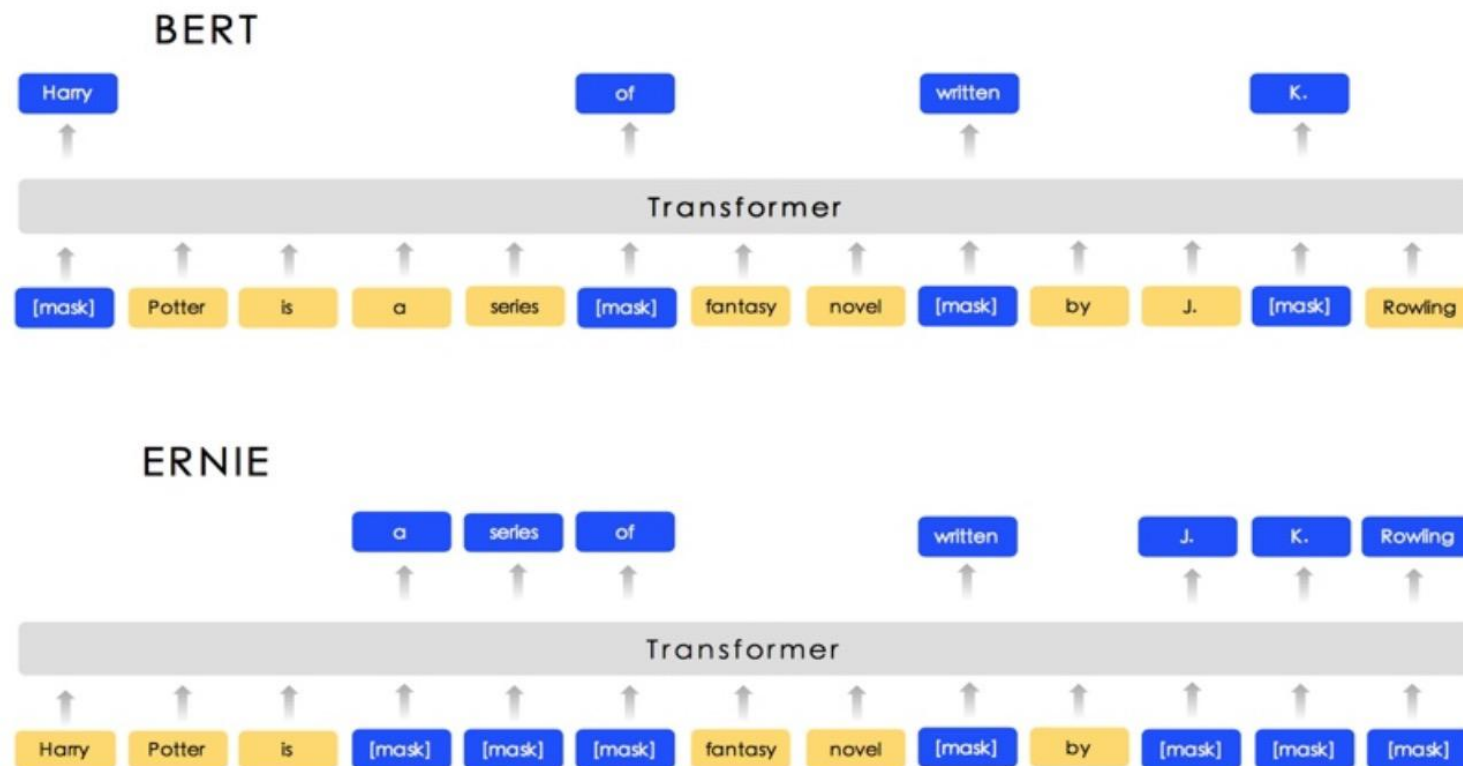 BERT
Harry of written K.
Transformer
[mask] Potter is a series [mask] fantasy novel [mask] by J. [mask] Rowling
ERNIE
a series of written J. K. Rowling
Transformer
Harry Potter is [mask] [mask] [mask] fantasy novel [mask] by [mask] [mask] [mask]